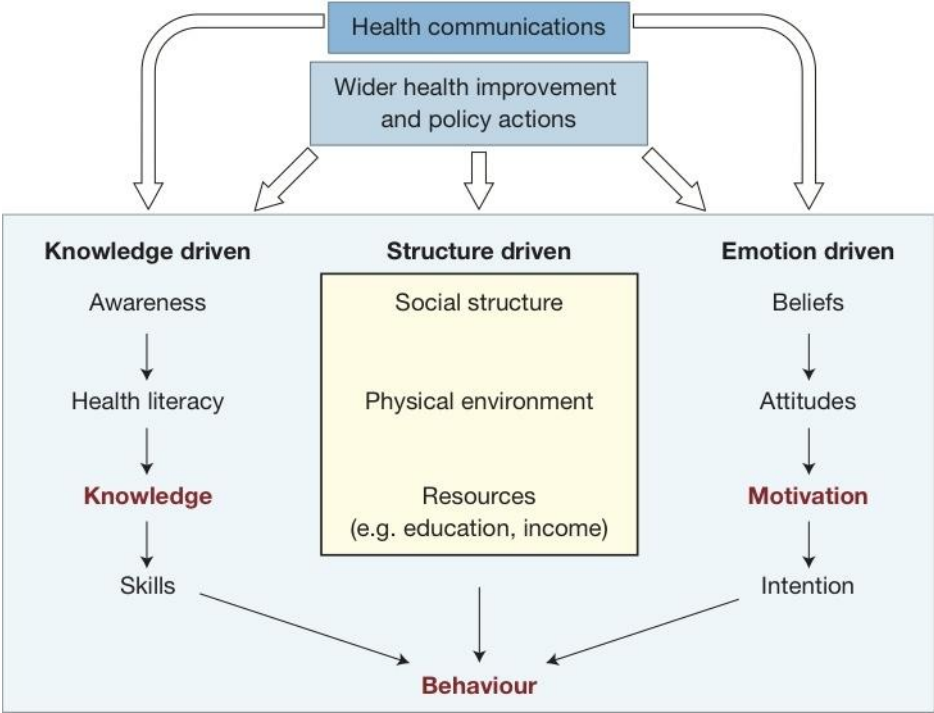 Health communications
Wider health improvement
and policy actions
Knowledge driven
Awareness
Health literacy
Knowledge
Skills
Structure driven
Social structure
Physical environment
Resources
(e.g. education, income)
Emotion driven
Beliefs
Attitudes
Motivation
Intention
Behaviour